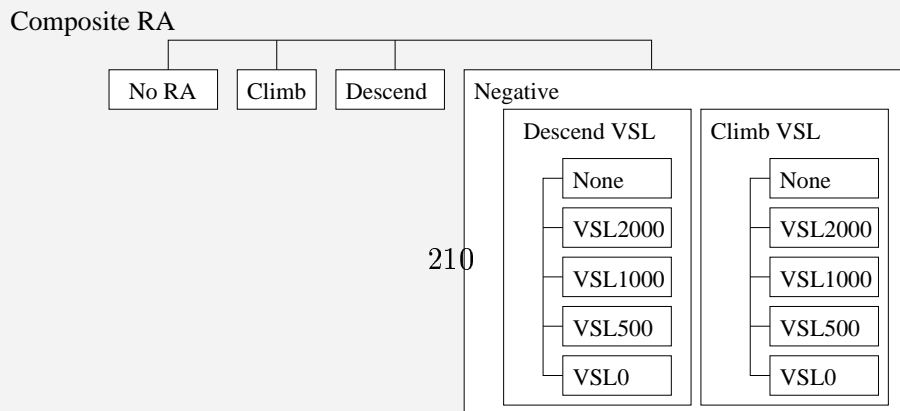 Composite RA
No RA
Climb
Descend
Negative
Descend VSL
None
VSL2000
VSL1000
VSL500
VSL0
Climb VSL
None
VSL2000
VSL1000
VSL500
VSL0
210